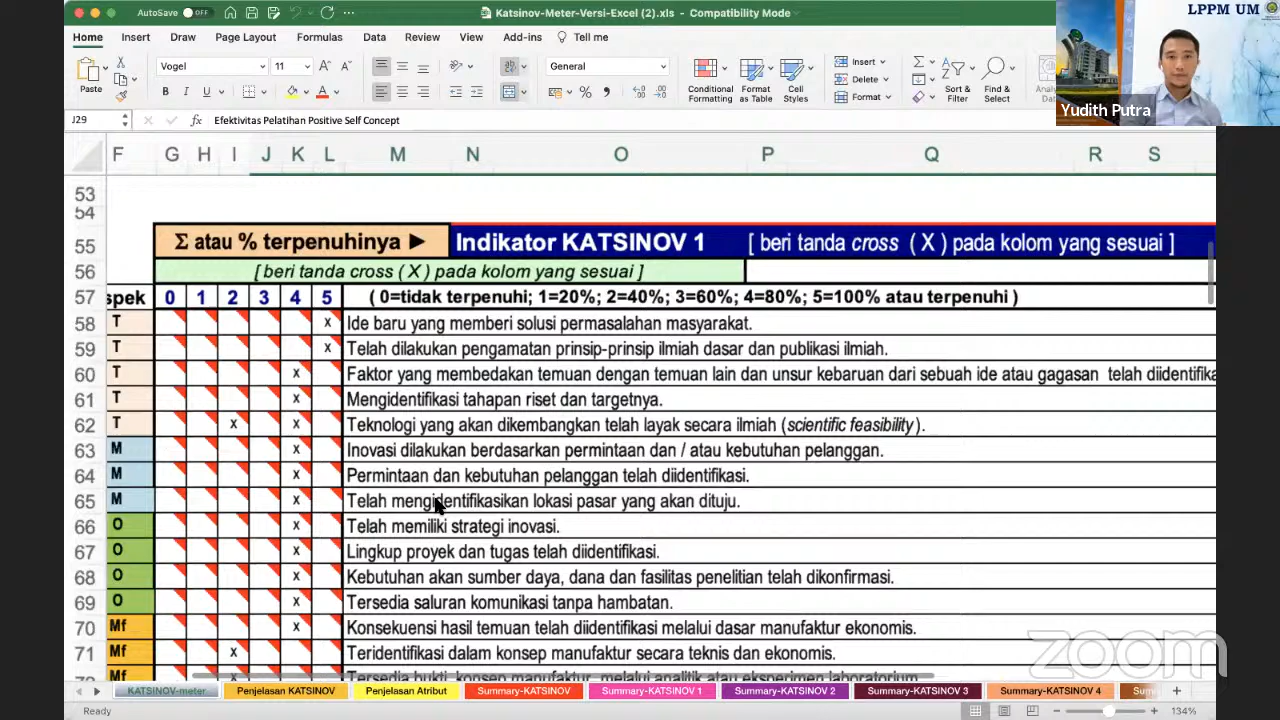 AutoSave OFF Katsinov-Meter-Versi-Excel (2).xls - Compatibility Mode
LPPM UM
Home Insert Draw Page Layout Formulas Data Review View Add-ins Tell me
Paste Vogel 11 A A General Conditional Formatting Format as Table Cell Styles Insert Delete Format Sort & Filter Find & Select
B I U A % 
Yudith Putra
J29 fx Efektivitas Pelatihan Positive Self Concept
F G H I J K L M N O P Q R S
53
54
55 Σ atau % terpenuhinya ► Indikator KATSINOV 1 [ beri tanda cross ( X ) pada kolom yang sesuai ]
56 [ beri tanda cross ( X ) pada kolom yang sesuai ]
57 spek 0 1 2 3 4 5 ( 0=tidak terpenuhi; 1=20%; 2=40%; 3=60%; 4=80%; 5=100% atau terpenuhi )
58 T x Ide baru yang memberi solusi permasalahan masyarakat.
59 T x Telah dilakukan pengamatan prinsip-prinsip ilmiah dasar dan publikasi ilmiah.
60 T x Faktor yang membedakan temuan dengan temuan lain dan unsur kebaruan dari sebuah ide atau gagasan telah diidentifika
61 T x Mengidentifikasi tahapan riset dan targetnya.
62 T x x Teknologi yang akan dikembangkan telah layak secara ilmiah (scientific feasibility).
63 M x Inovasi dilakukan berdasarkan permintaan dan / atau kebutuhan pelanggan.
64 M x Permintaan dan kebutuhan pelanggan telah diidentifikasi.
65 M x Telah mengidentifikasikan lokasi pasar yang akan dituju.
66 O x Telah memiliki strategi inovasi.
67 O x Lingkup proyek dan tugas telah diidentifikasi.
68 O x Kebutuhan akan sumber daya, dana dan fasilitas penelitian telah dikonfirmasi.
69 O x Tersedia saluran komunikasi tanpa hambatan.
70 Mf x Konsekuensi hasil temuan telah diidentifikasi melalui dasar manufaktur ekonomis.
71 Mf x Teridentifikasi dalam konsep manufaktur secara teknis dan ekonomis.
72 Mf x Tersedia bukti konsep manufaktur, melalui analitik atau eksperimen laboratorium
zoom
KATSINOV-meter Penjelasan KATSINOV Penjelasan Atribut Summary-KATSINOV Summary-KATSINOV 1 Summary-KATSINOV 2 Summary-KATSINOV 3 Summary-KATSINOV 4
Ready 134%